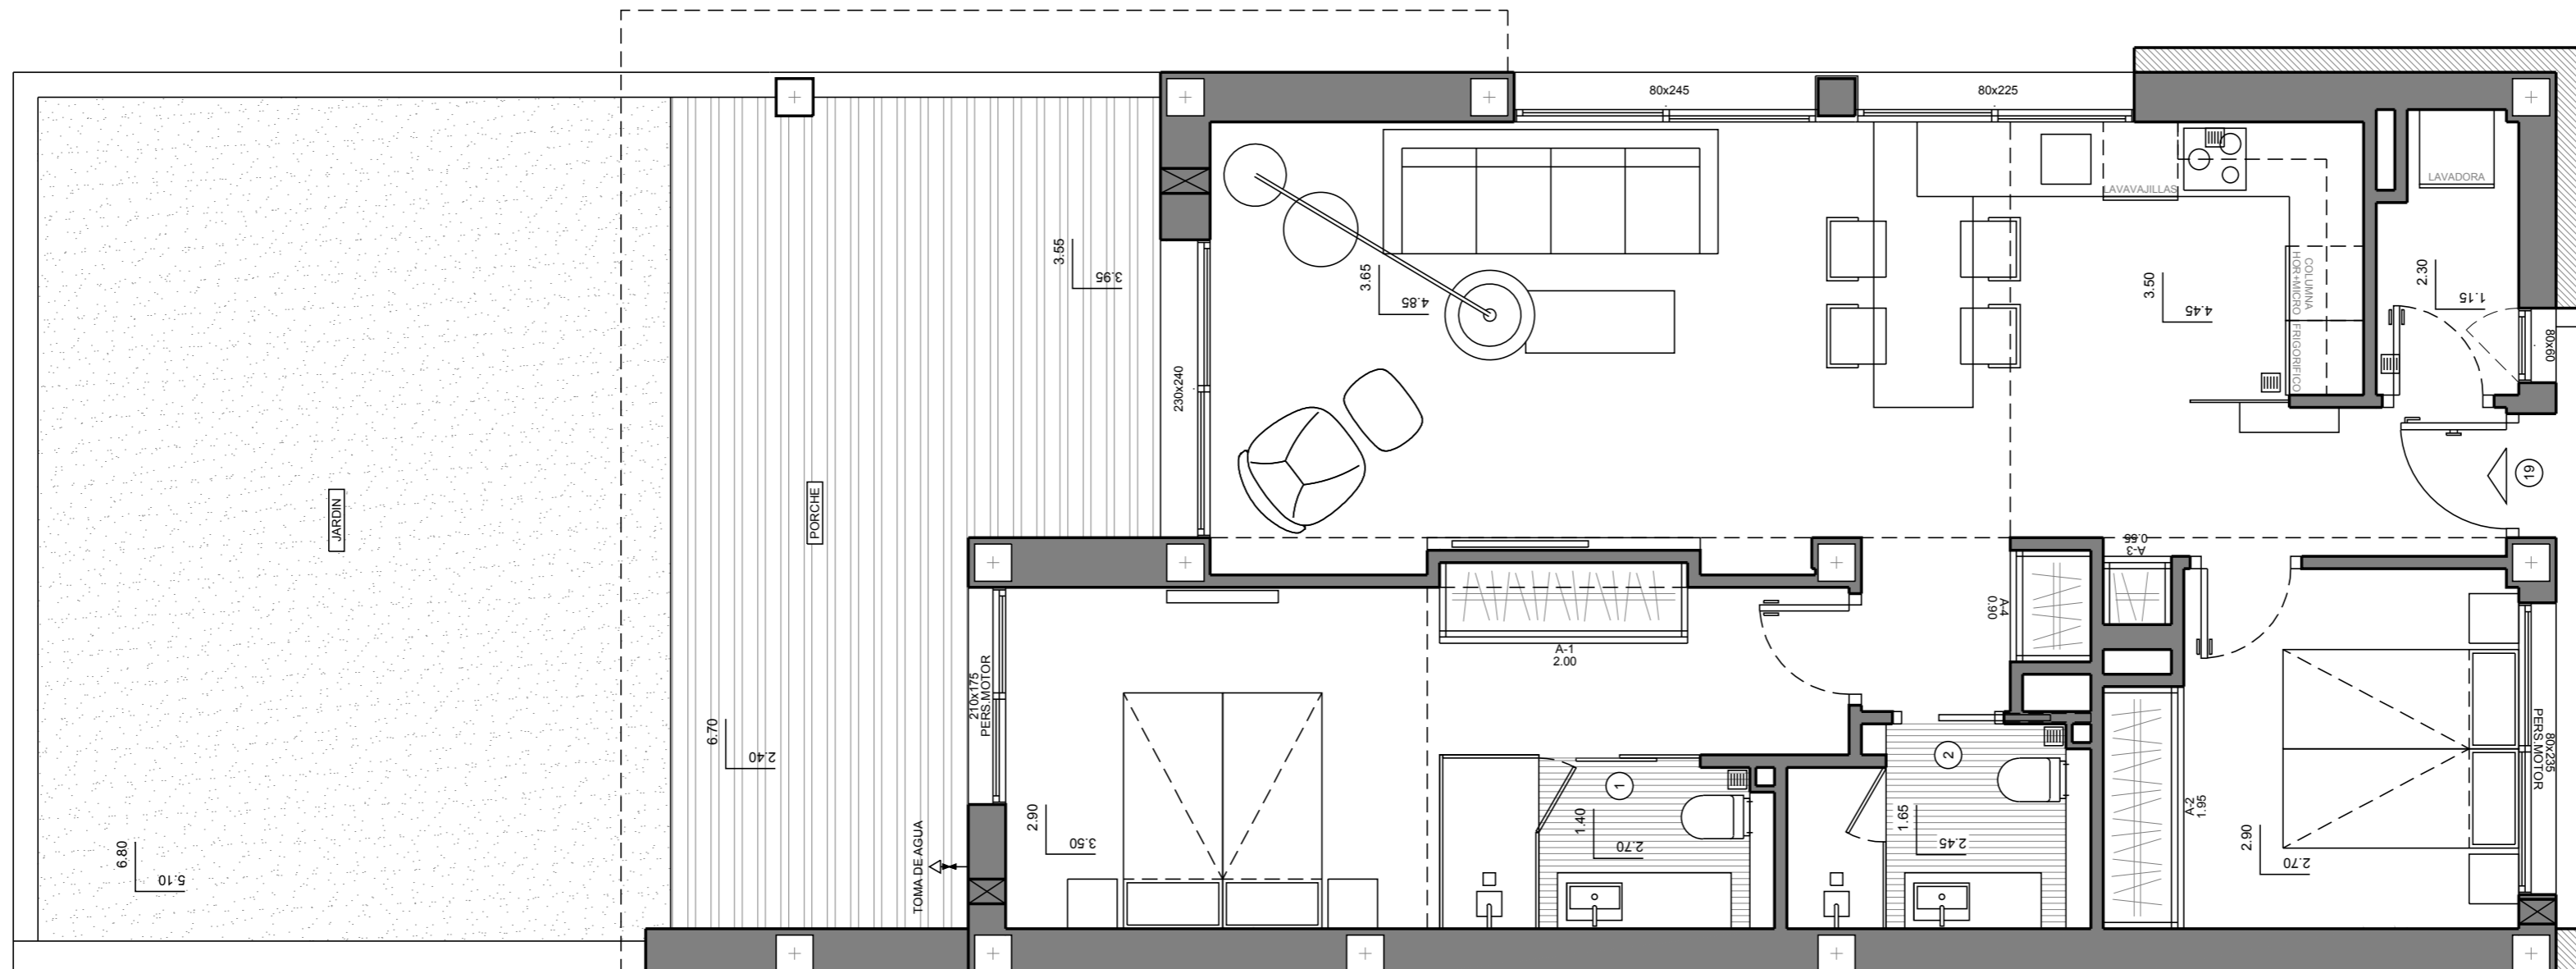 80x245
80x225
LAVADORA
LAVAVAJILLAS
3.55
3.95
3.65
4.85
3.50
4.45
COLUMNA
HOR+MICRO
FRIGORIFICO
2.30
1.15
80x60
230x240
JARDIN
PORCHE
19
A-3
0.55
A-4
0.90
A-1
2.00
210x175
PERS.MOTOR
6.70
2.40
2
1
80x235
PERS.MOTOR
A-2
1.95
6.80
5.10
TOMA DE AGUA
2.90
3.50
1.40
2.70
1.65
2.45
2.90
2.70